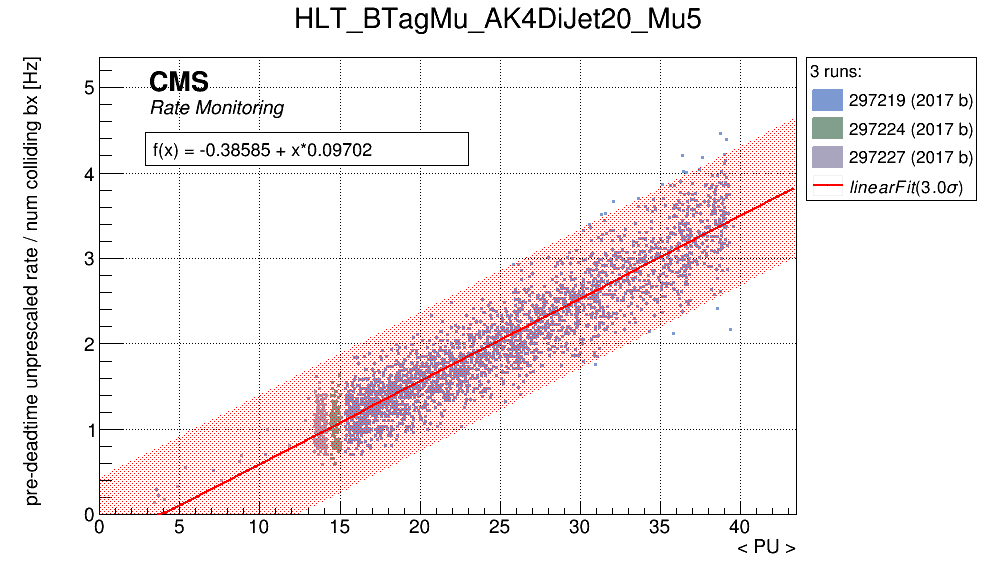 HLT_BTagMu_AK4DiJet20_Mu5
pre-deadtime unprescaled rate / num colliding bx [Hz]
CMS
Rate Monitoring
f(x) = -0.38585 + x*0.09702
5
4
3
2
1
0
0 5 10 15 20 25 30 35 40
< PU >
3 runs:
297219 (2017 b)
297224 (2017 b)
297227 (2017 b)
linearFit(3.0σ)